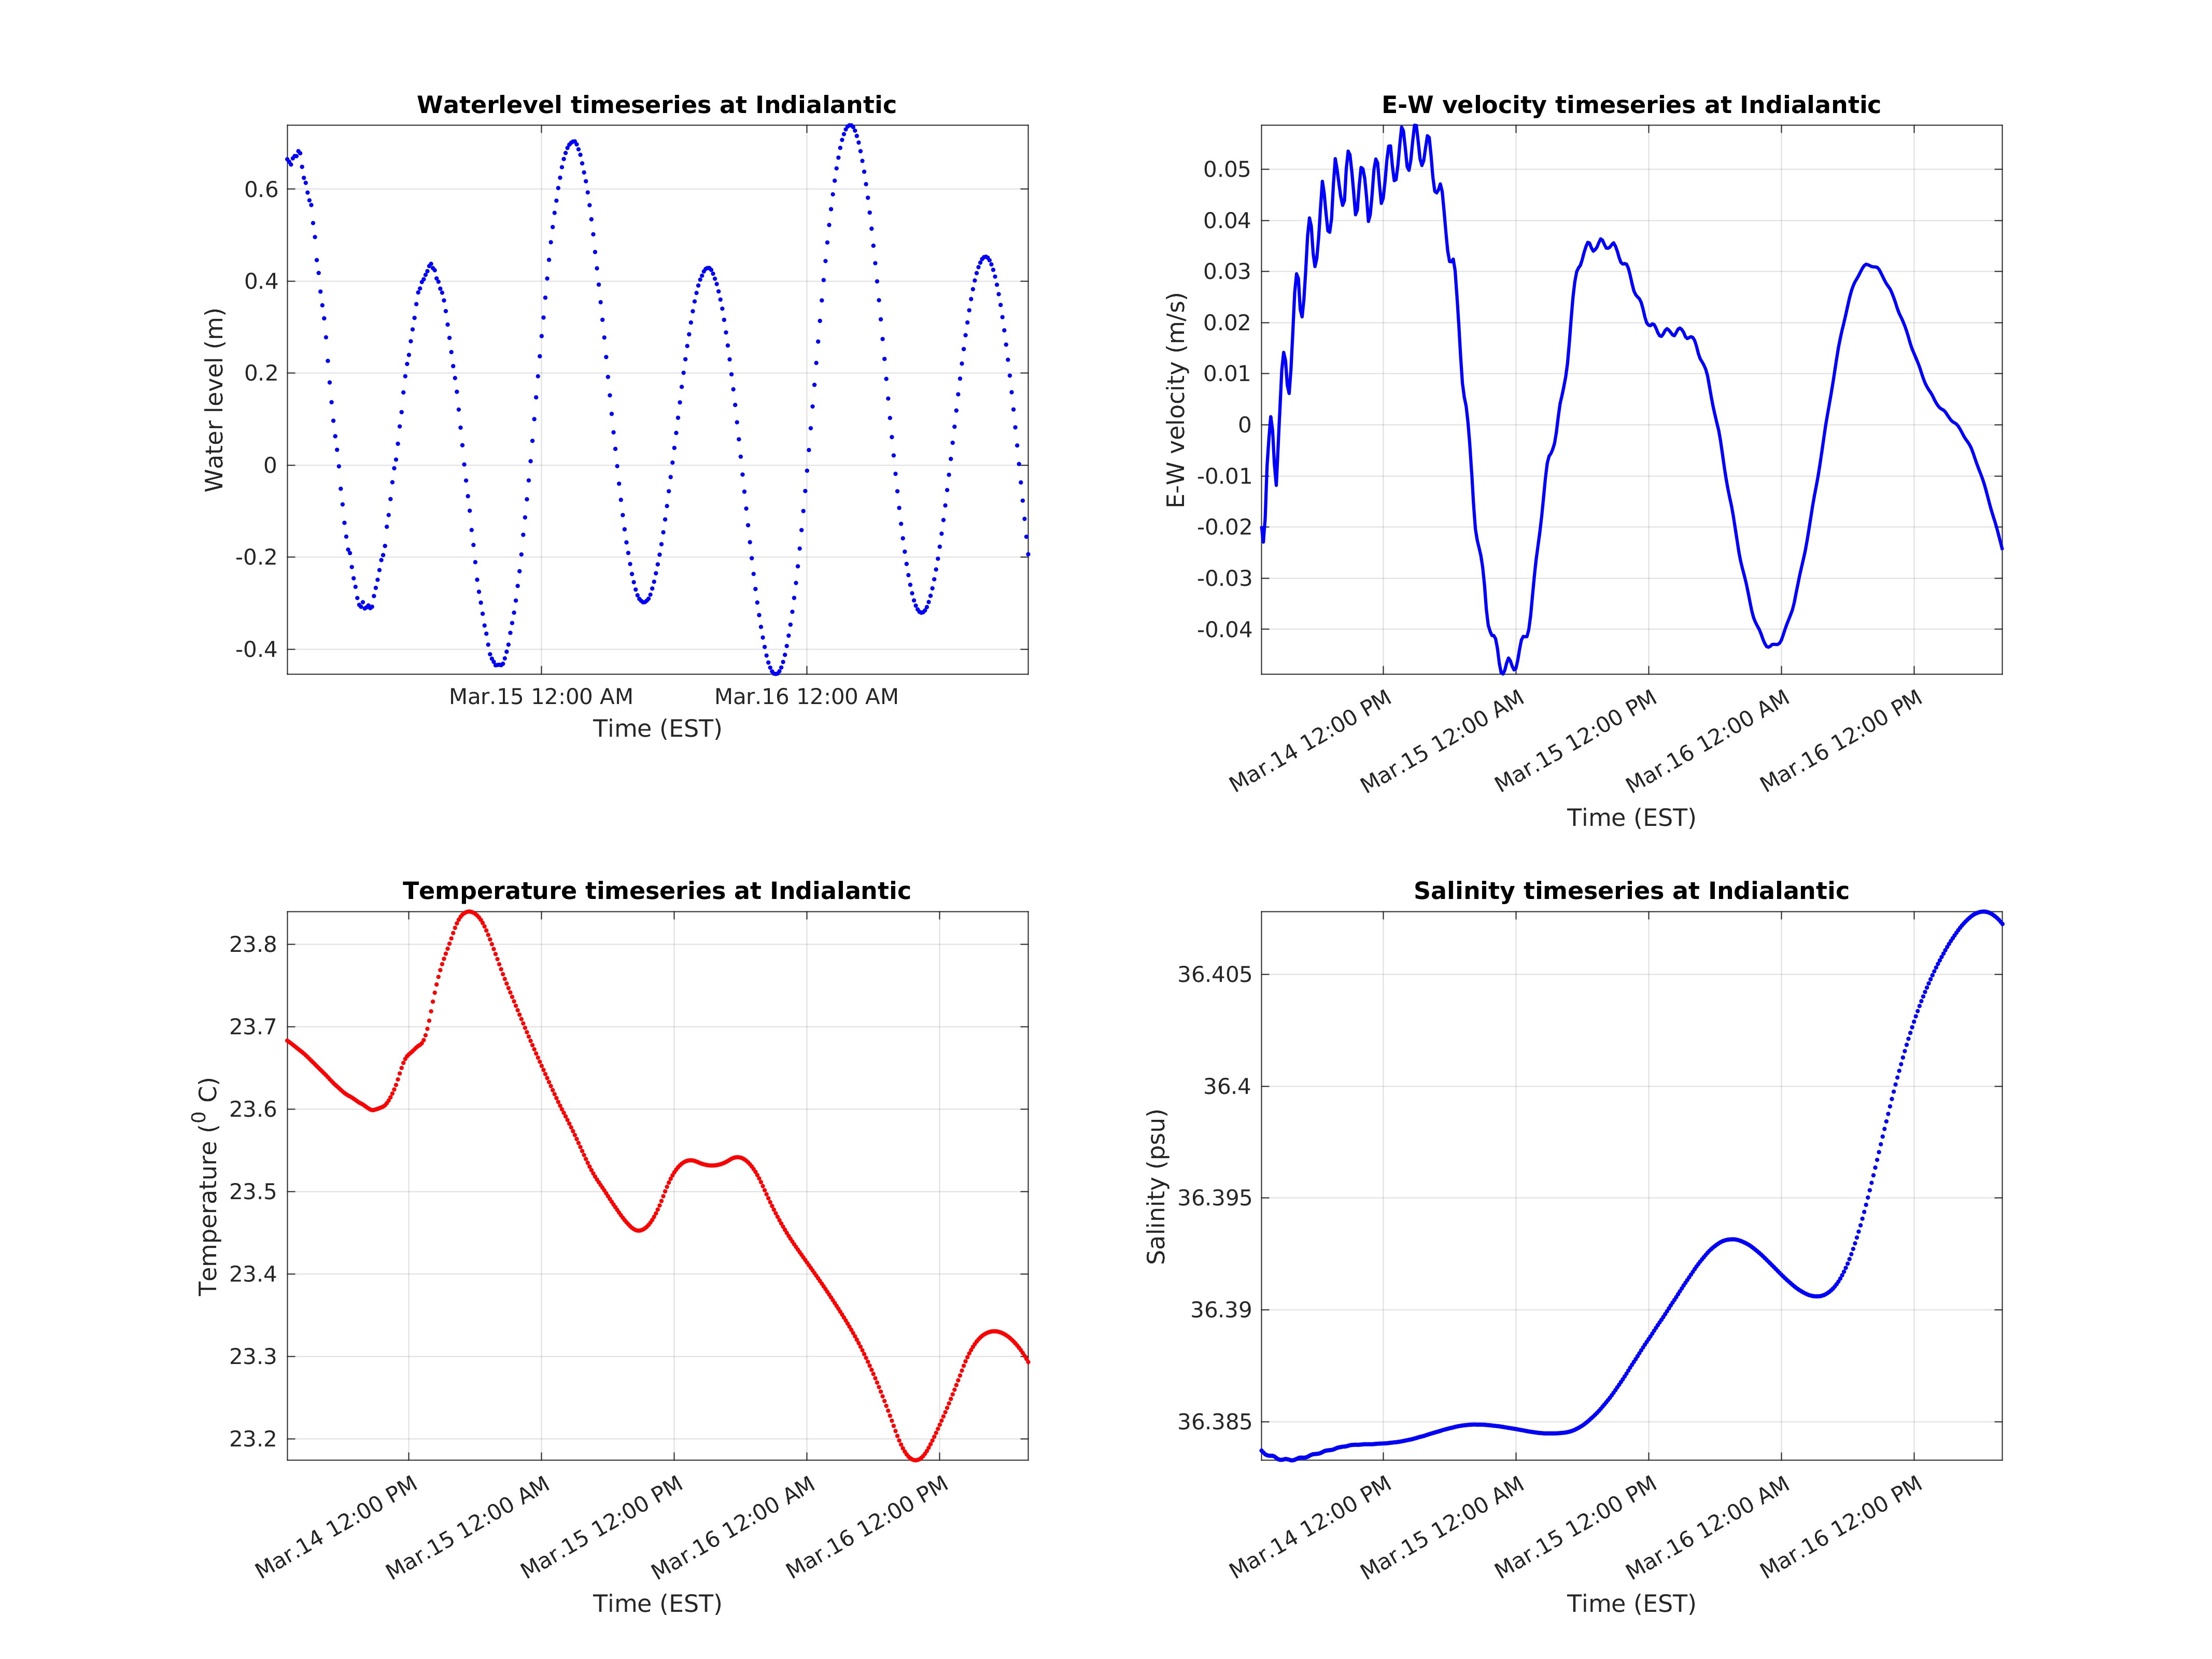 Waterlevel timeseries at Indialantic
0.6
0.4
0.2
0
-0.2
-0.4
Water level (m)
Mar.15 12:00 AM
Mar.16 12:00 AM
Time (EST)
E-W velocity timeseries at Indialantic
0.05
0.04
0.03
0.02
0.01
0
-0.01
-0.02
-0.03
-0.04
E-W velocity (m/s)
Mar.14 12:00 PM
Mar.15 12:00 AM
Mar.15 12:00 PM
Mar.16 12:00 AM
Mar.16 12:00 PM
Time (EST)
Temperature timeseries at Indialantic
23.8
23.7
23.6
23.5
23.4
23.3
23.2
Temperature (⁰ C)
Mar.14 12:00 PM
Mar.15 12:00 AM
Mar.15 12:00 PM
Mar.16 12:00 AM
Mar.16 12:00 PM
Time (EST)
Salinity timeseries at Indialantic
36.405
36.4
36.395
36.39
36.385
Salinity (psu)
Mar.14 12:00 PM
Mar.15 12:00 AM
Mar.15 12:00 PM
Mar.16 12:00 AM
Mar.16 12:00 PM
Time (EST)